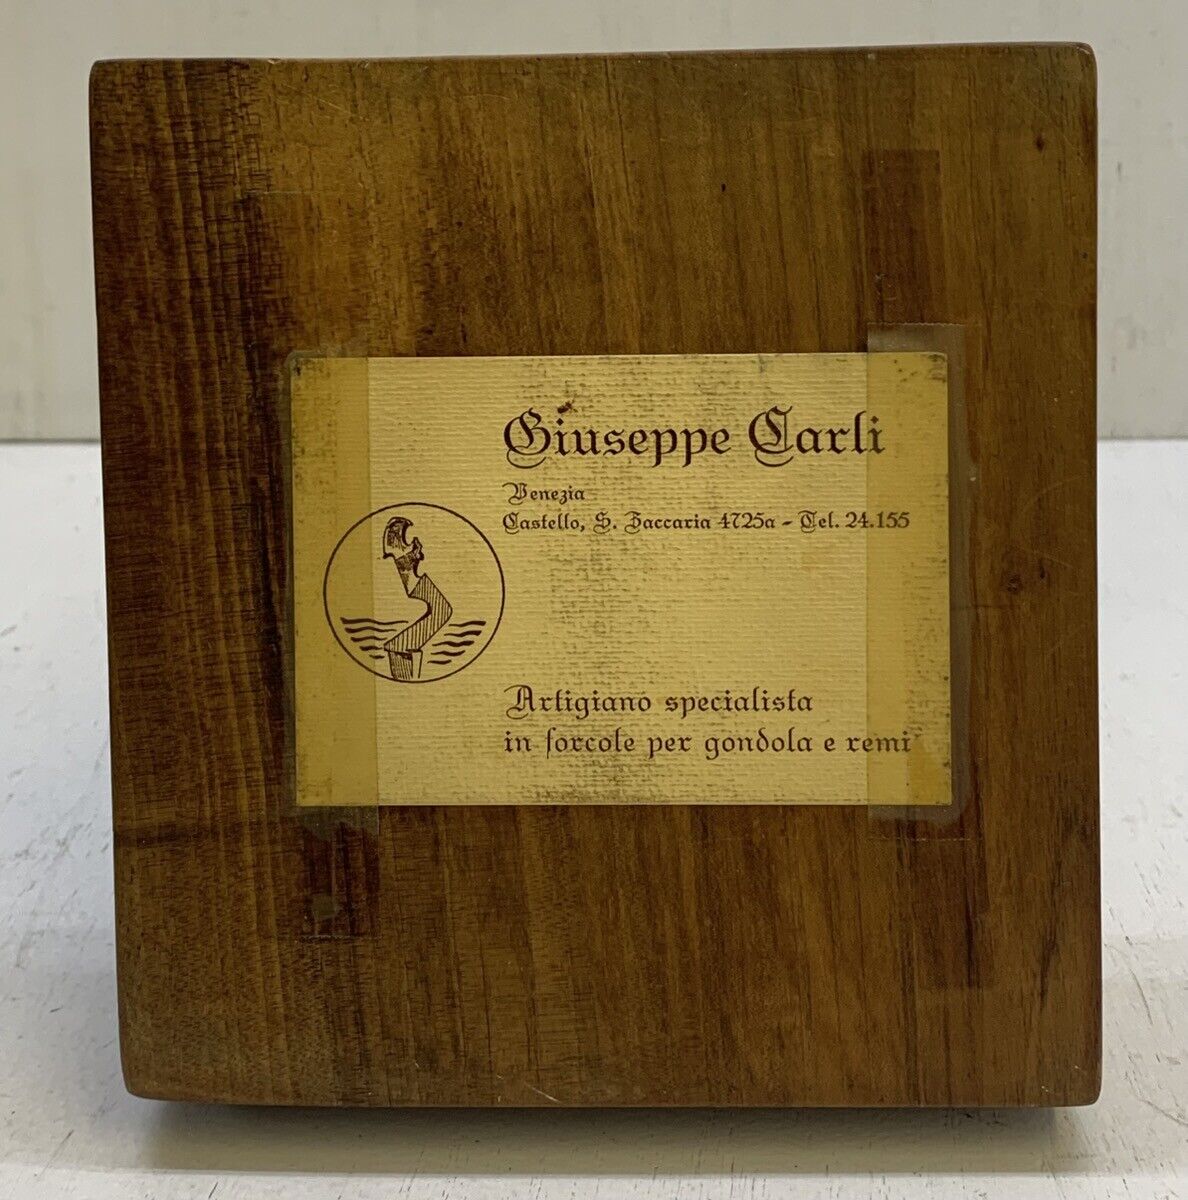 Giuseppe Carli
Venezia
Castello, S. Zaccaria 4725a - Tel. 24.155
Artigiano specialista
in forcole per gondola e remi